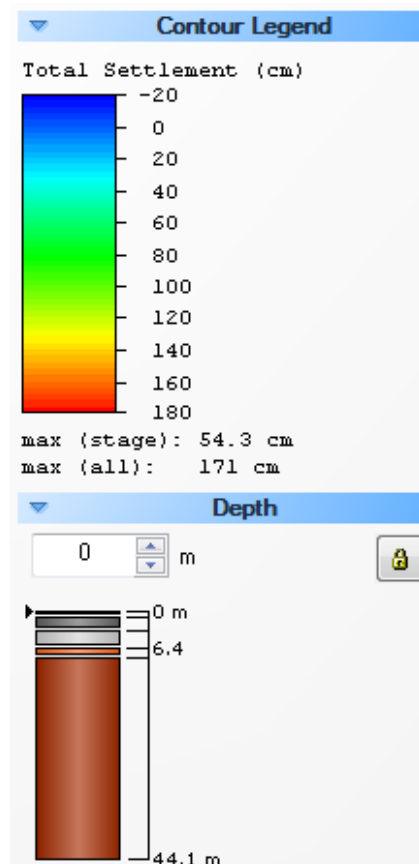 Contour Legend
Total Settlement (cm)
-20
0
20
40
60
80
100
120
140
160
180
max (stage): 54.3 cm
max (all): 171 cm
Depth
0 m
0 m
6.4
44.1 m